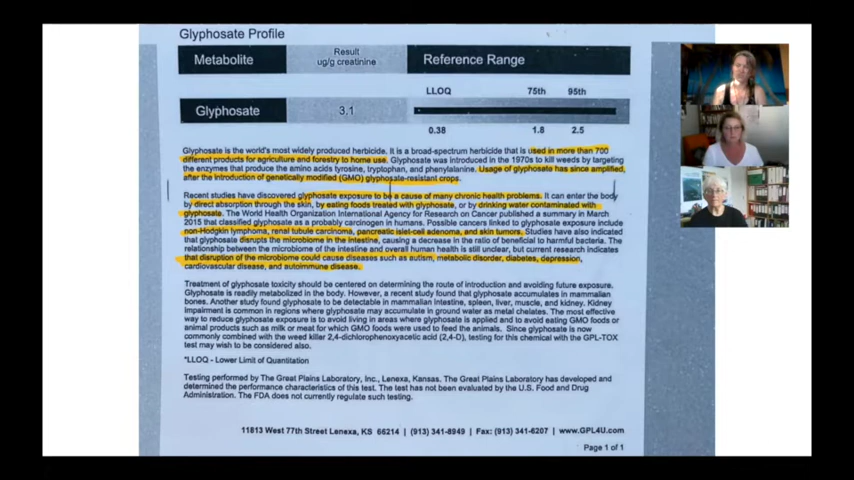 Glyphosate Profile
Metabolite
Result
ug/g creatinine
Reference Range
LLOQ 75th 95th
Glyphosate 3.1
0.38 1.8 2.5
Glyphosate is the world's most widely produced herbicide. It is a broad-spectrum herbicide that is used in more than 700
different products for agriculture and forestry to home use. Glyphosate was introduced in the 1970s to kill weeds by targeting
the enzymes that produce the amino acids tyrosine, tryptophan, and phenylalanine. Usage of glyphosate has since amplified,
after the introduction of genetically modified (GMO) glyphosate-resistant crops.
Recent studies have discovered glyphosate exposure to be a cause of many chronic health problems. It can enter the body
by direct absorption through the skin, by eating foods treated with glyphosate, or by drinking water contaminated with
glyphosate. The World Health Organization International Agency for Research on Cancer published a summary in March
2015 that classified glyphosate as a probably carcinogen in humans. Possible cancers linked to glyphosate exposure include
non-Hodgkin lymphoma, renal tubule carcinoma, pancreatic islet-cell adenoma, and skin tumors. Studies have also indicated
that glyphosate disrupts the microbiome in the intestine, causing a decrease in the ratio of beneficial to harmful bacteria. The
relationship between the microbiome of the intestine and overall human health is still unclear, but current research indicates
that disruption of the microbiome could cause diseases such as autism, metabolic disorder, diabetes, depression,
cardiovascular disease, and autoimmune disease.
Treatment of glyphosate toxicity should be centered on determining the route of introduction and avoiding future exposure.
Glyphosate is readily metabolized in the body. However, a recent study found that glyphosate accumulates in mammalian
bones. Another study found glyphosate to be detectable in mammalian intestine, spleen, liver, muscle, and kidney. Kidney
Impairment is common in regions where glyphosate may accumulate in ground water as metal chelates. The most effective
way to reduce glyphosate exposure is to avoid living in areas where glyphosate is applied and to avoid eating GMO foods or
animal products such as milk or meat for which GMO foods were used to feed the animals. Since glyphosate is now
commonly combined with the weed killer 2,4-dichlorophenoxyacetic acid (2,4-D), testing for this chemical with the GPL-TOX
test may wish to be considered also.
*LLOQ - Lower Limit of Quantitation
Testing performed by The Great Plains Laboratory, Inc., Lenexa, Kansas. The Great Plains Laboratory has developed and
determined the performance characteristics of this test. The test has not been evaluated by the U.S. Food and Drug
Administration. The FDA does not currently regulate such testing.
11813 West 77th Street Lenexa, KS 66214 | (913) 341-8949 | Fax: (913) 341-6207 | www.GPL4U.com
Page 1 of 1